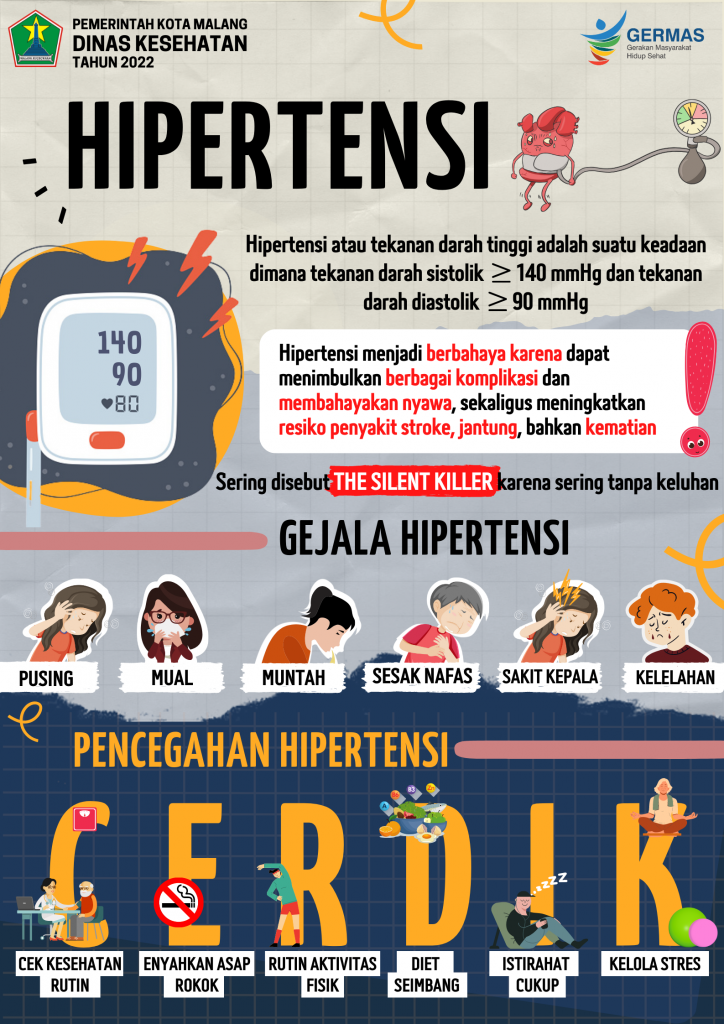 PEMERINTAH KOTA MALANG
DINAS KESEHATAN
TAHUN 2022
GERMAS
Gerakan Masyarakat
Hidup Sehat
HIPERTENSI
Hipertensi atau tekanan darah tinggi adalah suatu keadaan
dimana tekanan darah sistolik ≥ 140 mmHg dan tekanan
darah diastolik ≥ 90 mmHg
140
90
♥80
Hipertensi menjadi berbahaya karena dapat
menimbulkan berbagai komplikasi dan
membahayakan nyawa, sekaligus meningkatkan
resiko penyakit stroke, jantung, bahkan kematian
Sering disebut THE SILENT KILLER karena sering tanpa keluhan
GEJALA HIPERTENSI
PUSING
MUAL
MUNTAH
SESAK NAFAS
SAKIT KEPALA
KELELAHAN
PENCEGAHAN HIPERTENSI
CERDIK
zzZZ
CEK KESEHATAN
RUTIN
ENYAHKAN ASAP
ROKOK
RUTIN AKTIVITAS
FISIK
DIET
SEIMBANG
ISTIRAHAT
CUKUP
KELOLA STRES